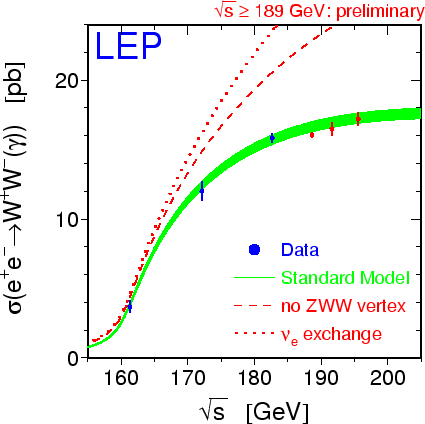 √s ≥ 189 GeV: preliminary
LEP
σ(e⁺e⁻→W⁺W⁻(γ)) [pb]
20
10
0
Data
Standard Model
no ZWW vertex
νₑ exchange
160 170 180 190 200
√s [GeV]